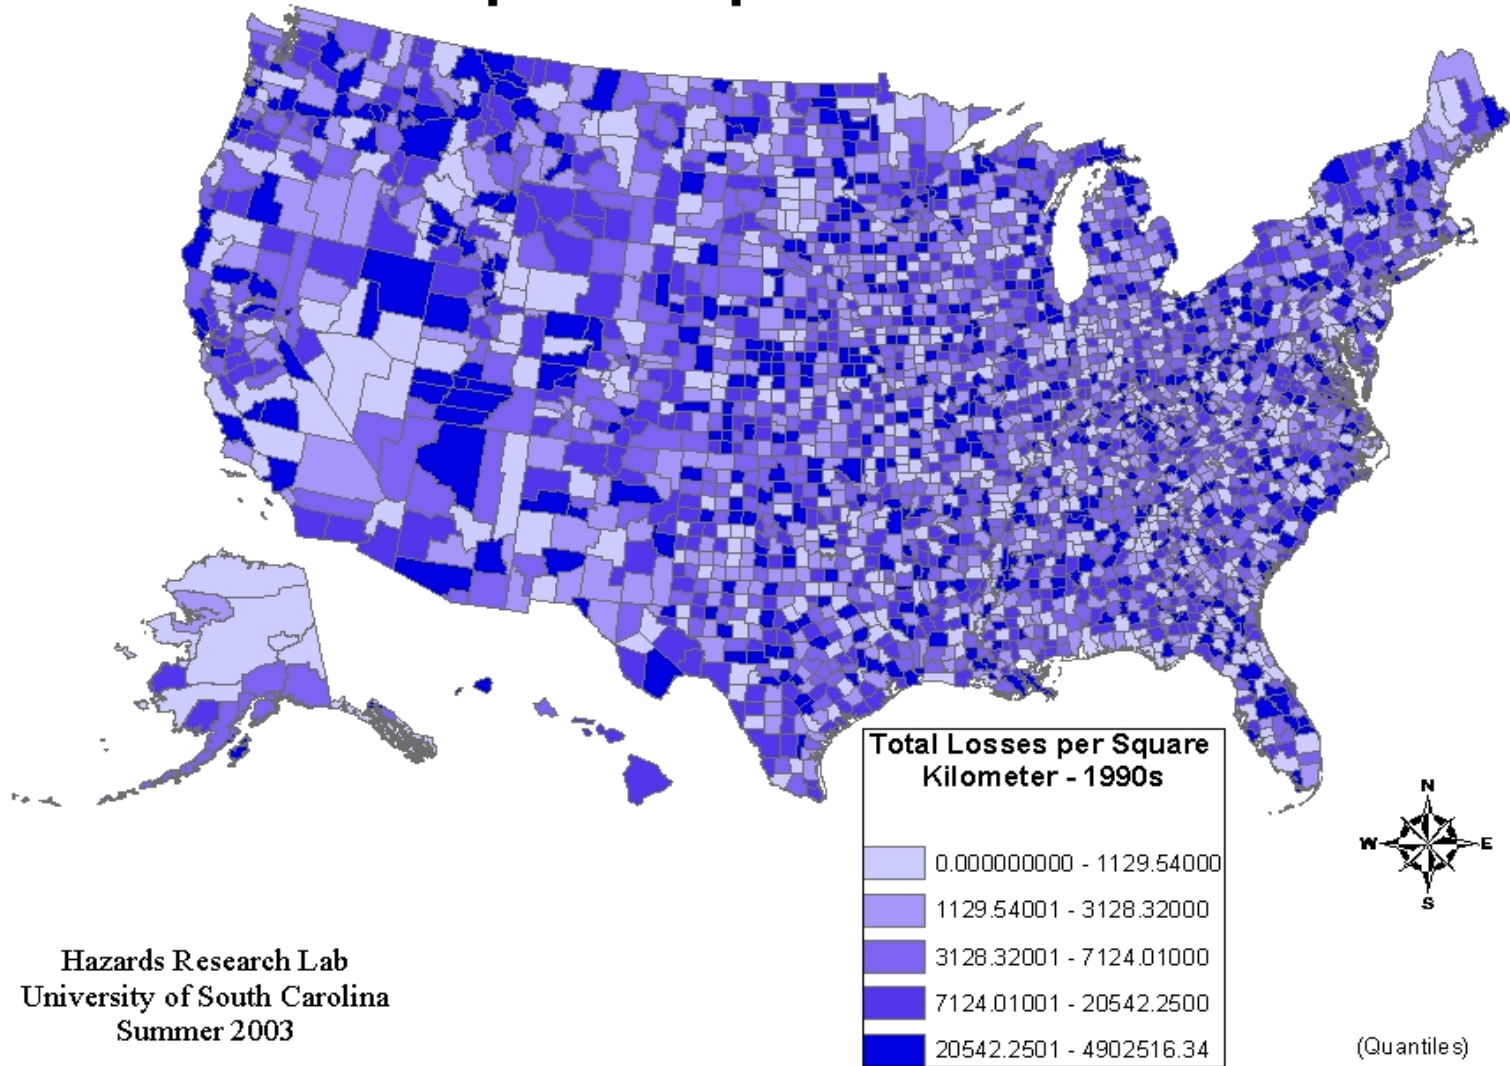 Total Losses per Square
Kilometer - 1990s
0.000000000 - 1129.54000
1129.54001 - 3128.32000
3128.32001 - 7124.01000
7124.01001 - 20542.2500
20542.2501 - 4902516.34
N
W
E
S
Hazards Research Lab
University of South Carolina
Summer 2003
(Quantiles)